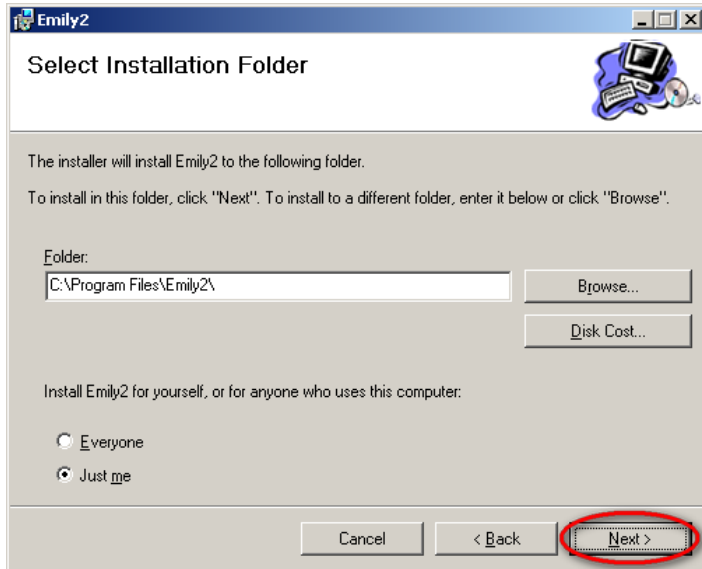 Emily2
Select Installation Folder
The installer will install Emily2 to the following folder.
To install in this folder, click "Next". To install to a different folder, enter it below or click "Browse".
Folder:
C:\Program Files\Emily2\
Browse...
Disk Cost...
Install Emily2 for yourself, or for anyone who uses this computer:
Everyone
Just me
Cancel
< Back
Next >